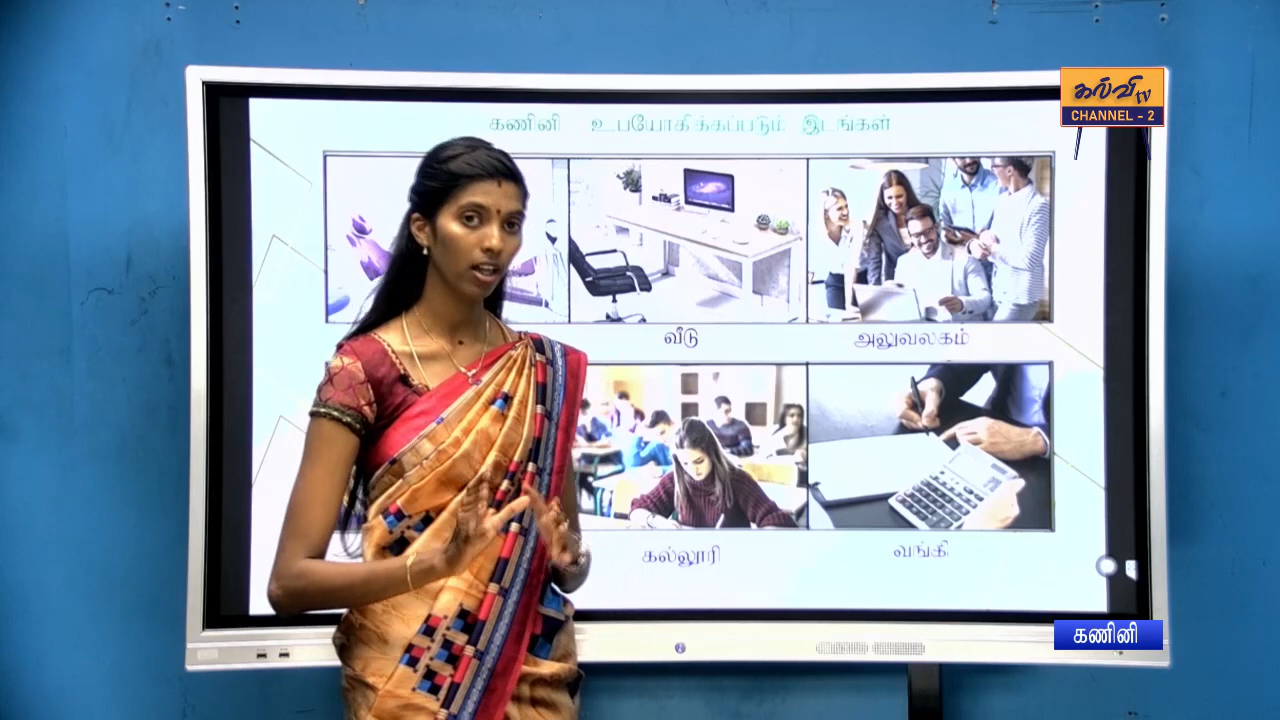 கல்வி TV
CHANNEL - 2
கணினி உபயோகிக்கப்படும் இடங்கள்
வீடு
அலுவலகம்
கல்லூரி
வங்கி
கணினி